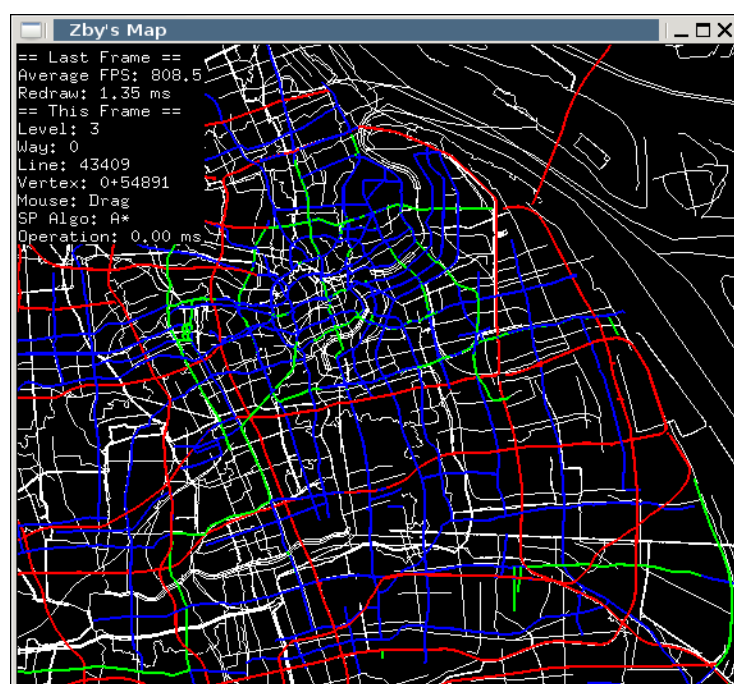 Zby's Map
== Last Frame ==
Average FPS: 808.5
Redraw: 1.35 ms
== This Frame ==
Level: 3
Way: 0
Line: 43409
Vertex: 0+54891
Mouse: Drag
SP Algo: A*
Operation: 0.00 ms